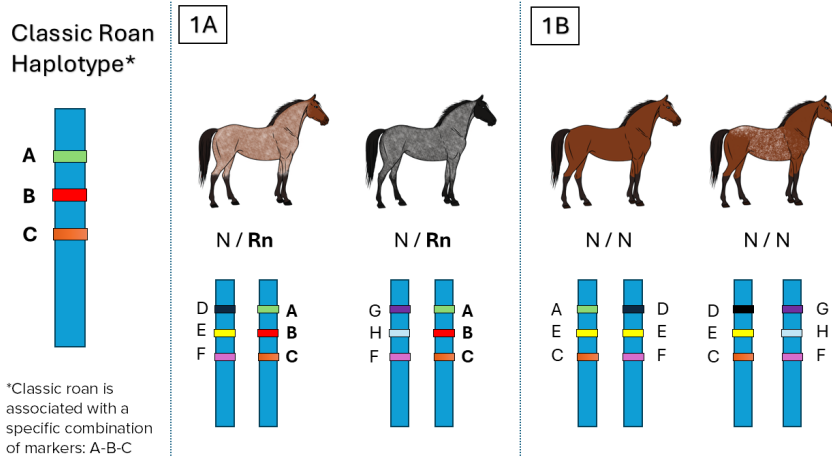 Classic Roan
Haplotype*
A
B
C
*Classic roan is
associated with a
specific combination
of markers: A-B-C
1A
N / Rn
N / Rn
D A
E B
F C
G A
H B
F C
1B
N / N
N / N
A D
E E
C F
D G
E H
C F